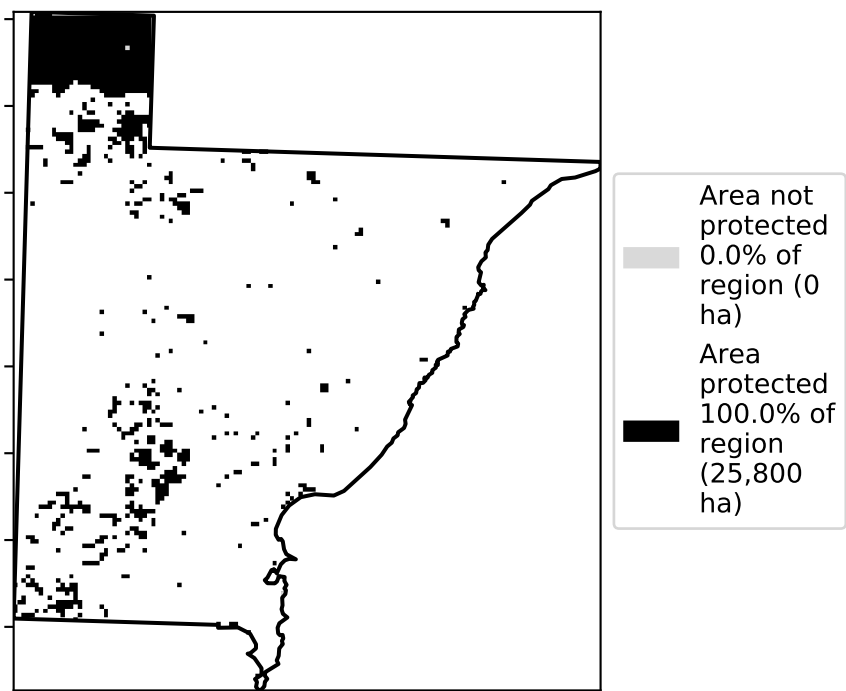 Area not
protected
0.0% of
region (0
ha)
Area
protected
100.0% of
region
(25,800
ha)